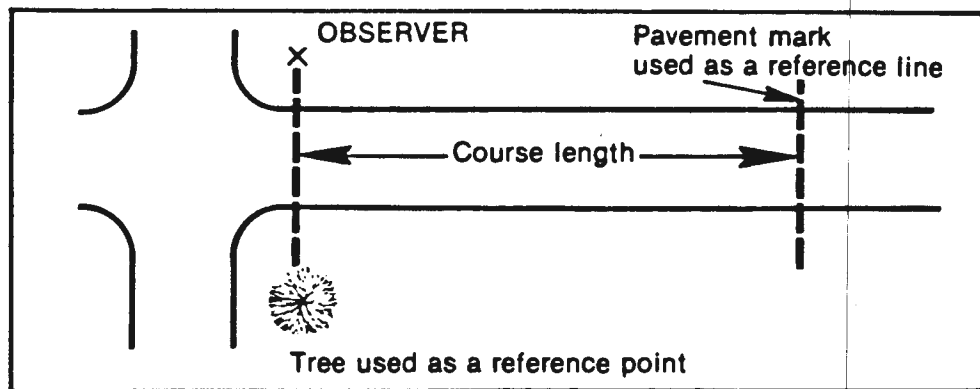 OBSERVER
Pavement mark
used as a reference line
Course length
Tree used as a reference point